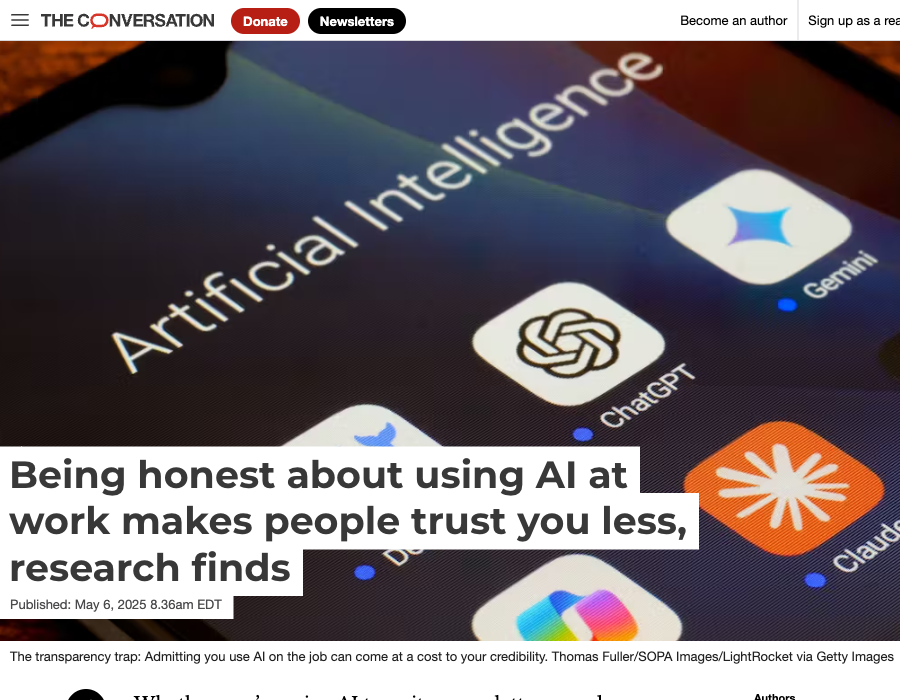 THE CONVERSATION
Donate
Newsletters
Become an author
Sign up as a rea
Artificial Intelligence
Gemini
ChatGPT
Claude
Being honest about using AI at
work makes people trust you less,
research finds
Published: May 6, 2025 8.36am EDT
The transparency trap: Admitting you use AI on the job can come at a cost to your credibility. Thomas Fuller/SOPA Images/LightRocket via Getty Images
Authors